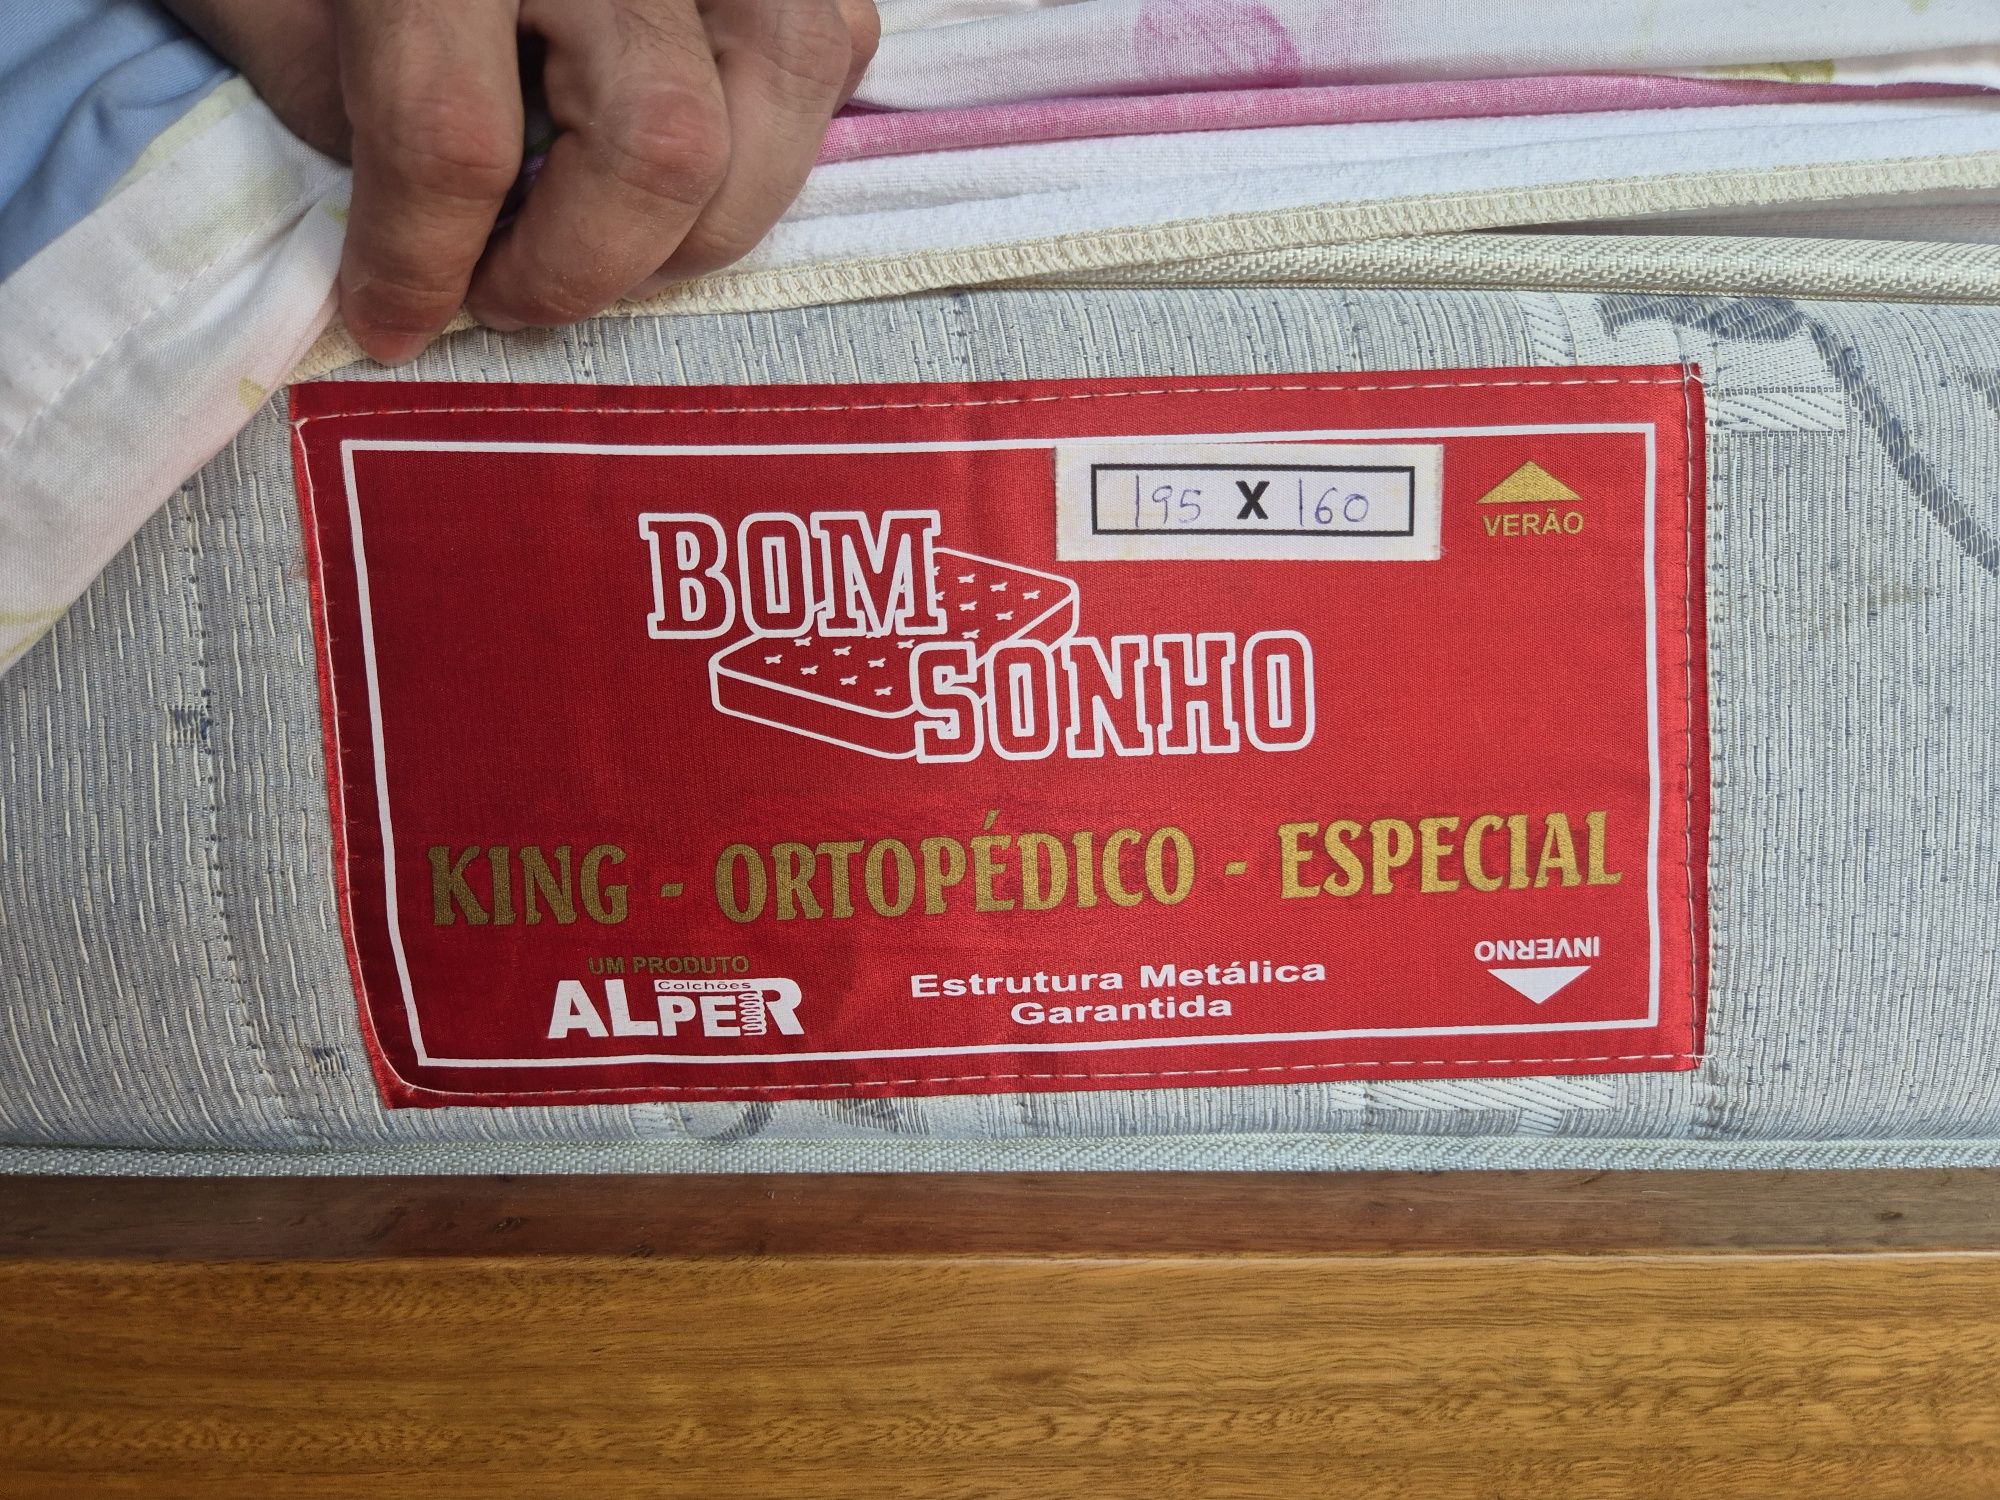 195 X 160
VERÃO
BOM
SONHO
KING - ORTOPÉDICO - ESPECIAL
UM PRODUTO
Colchões
ALPER
Estrutura Metálica
Garantida
INVERNO